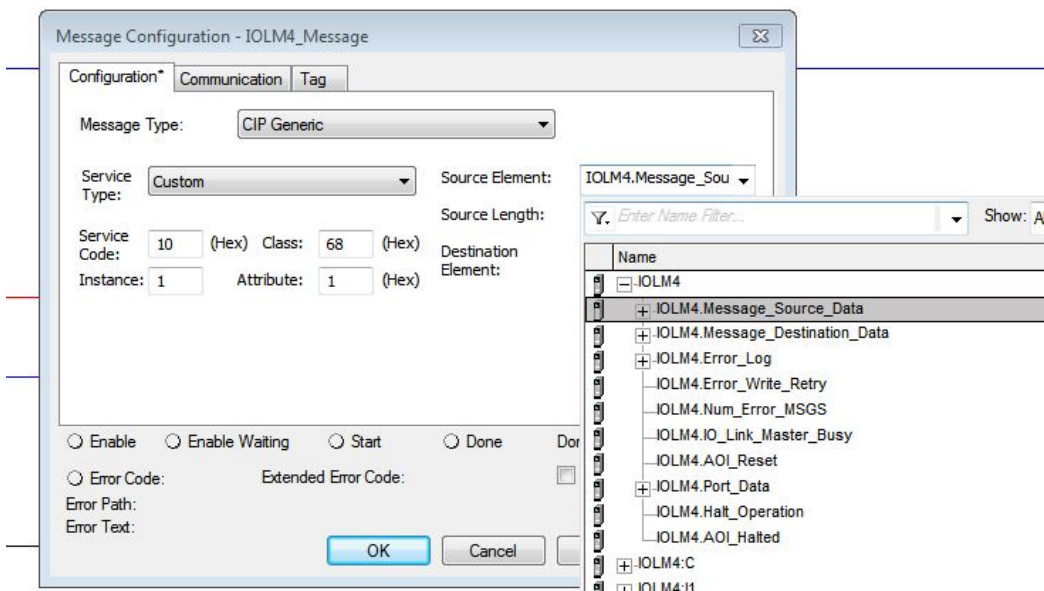 Message Configuration - IOLM4_Message
Configuration* Communication Tag
Message Type: CIP Generic
Service Type: Custom
Source Element: IOLM4.Message_Sou
Source Length:
Enter Name Filter...
Show:
Service Code: 10 (Hex) Class: 68 (Hex)
Destination Element:
Instance: 1 Attribute: 1 (Hex)
Name
IOLM4
IOLM4.Message_Source_Data
IOLM4.Message_Destination_Data
IOLM4.Error_Log
IOLM4.Error_Write_Retry
IOLM4.Num_Error_MSGS
IOLM4.IO_Link_Master_Busy
IOLM4.AOI_Reset
IOLM4.Port_Data
IOLM4.Halt_Operation
IOLM4.AOI_Halted
IOLM4:C
IOLM4:I1
Enable Enable Waiting Start Done
Error Code: Extended Error Code:
Error Path:
Error Text:
OK Cancel